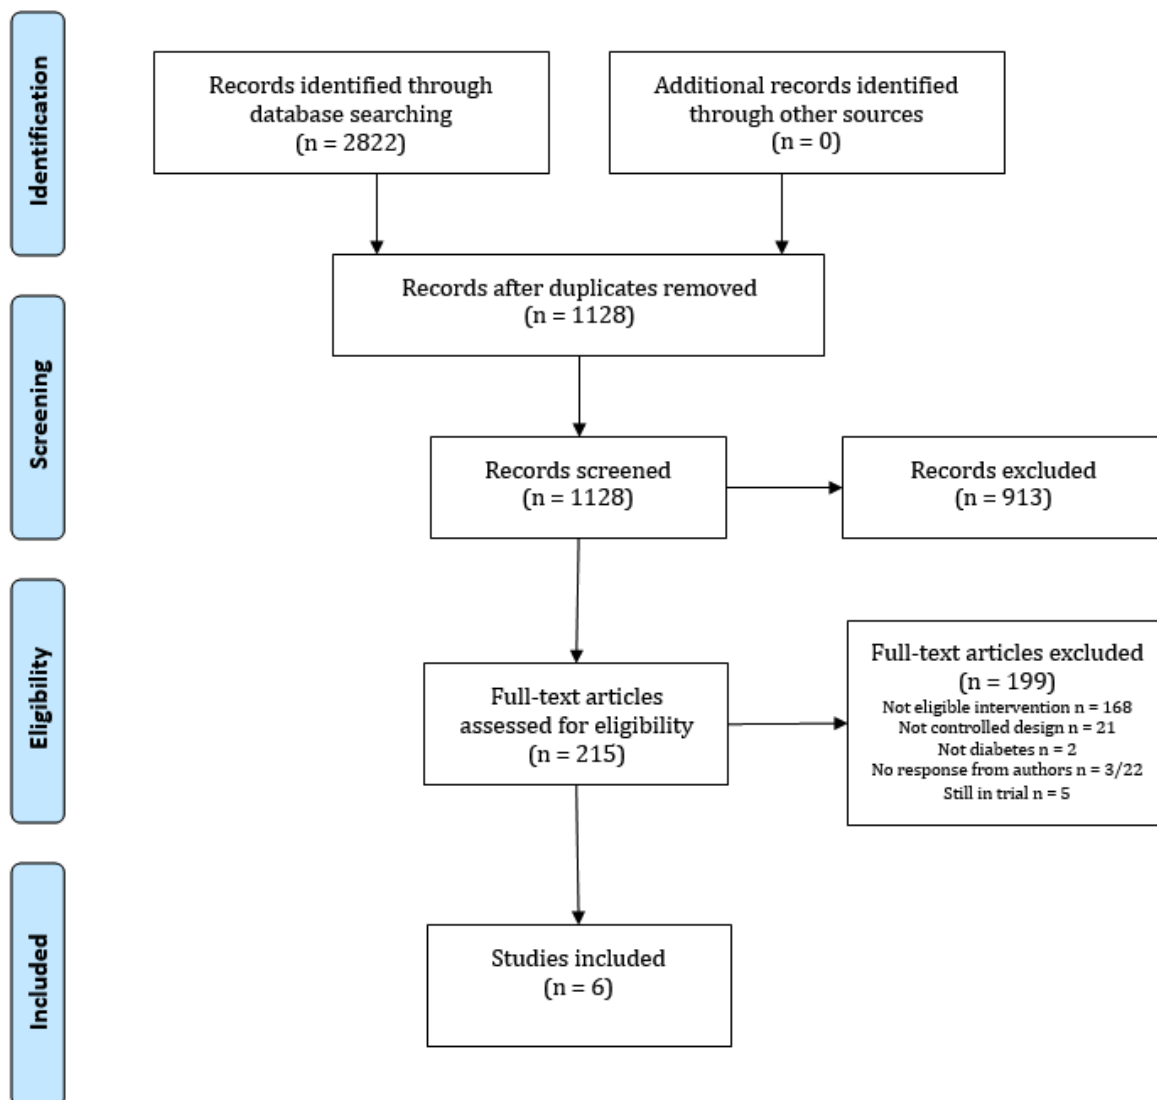 Identification
Records identified through
database searching
(n = 2822)
Additional records identified
through other sources
(n = 0)
Records after duplicates removed
(n = 1128)
Screening
Records screened
(n = 1128)
Records excluded
(n = 913)
Eligibility
Full-text articles
assessed for eligibility
(n = 215)
Full-text articles excluded
(n = 199)
Not eligible intervention n = 168
Not controlled design n = 21
Not diabetes n = 2
No response from authors n = 3/22
Still in trial n = 5
Included
Studies included
(n = 6)